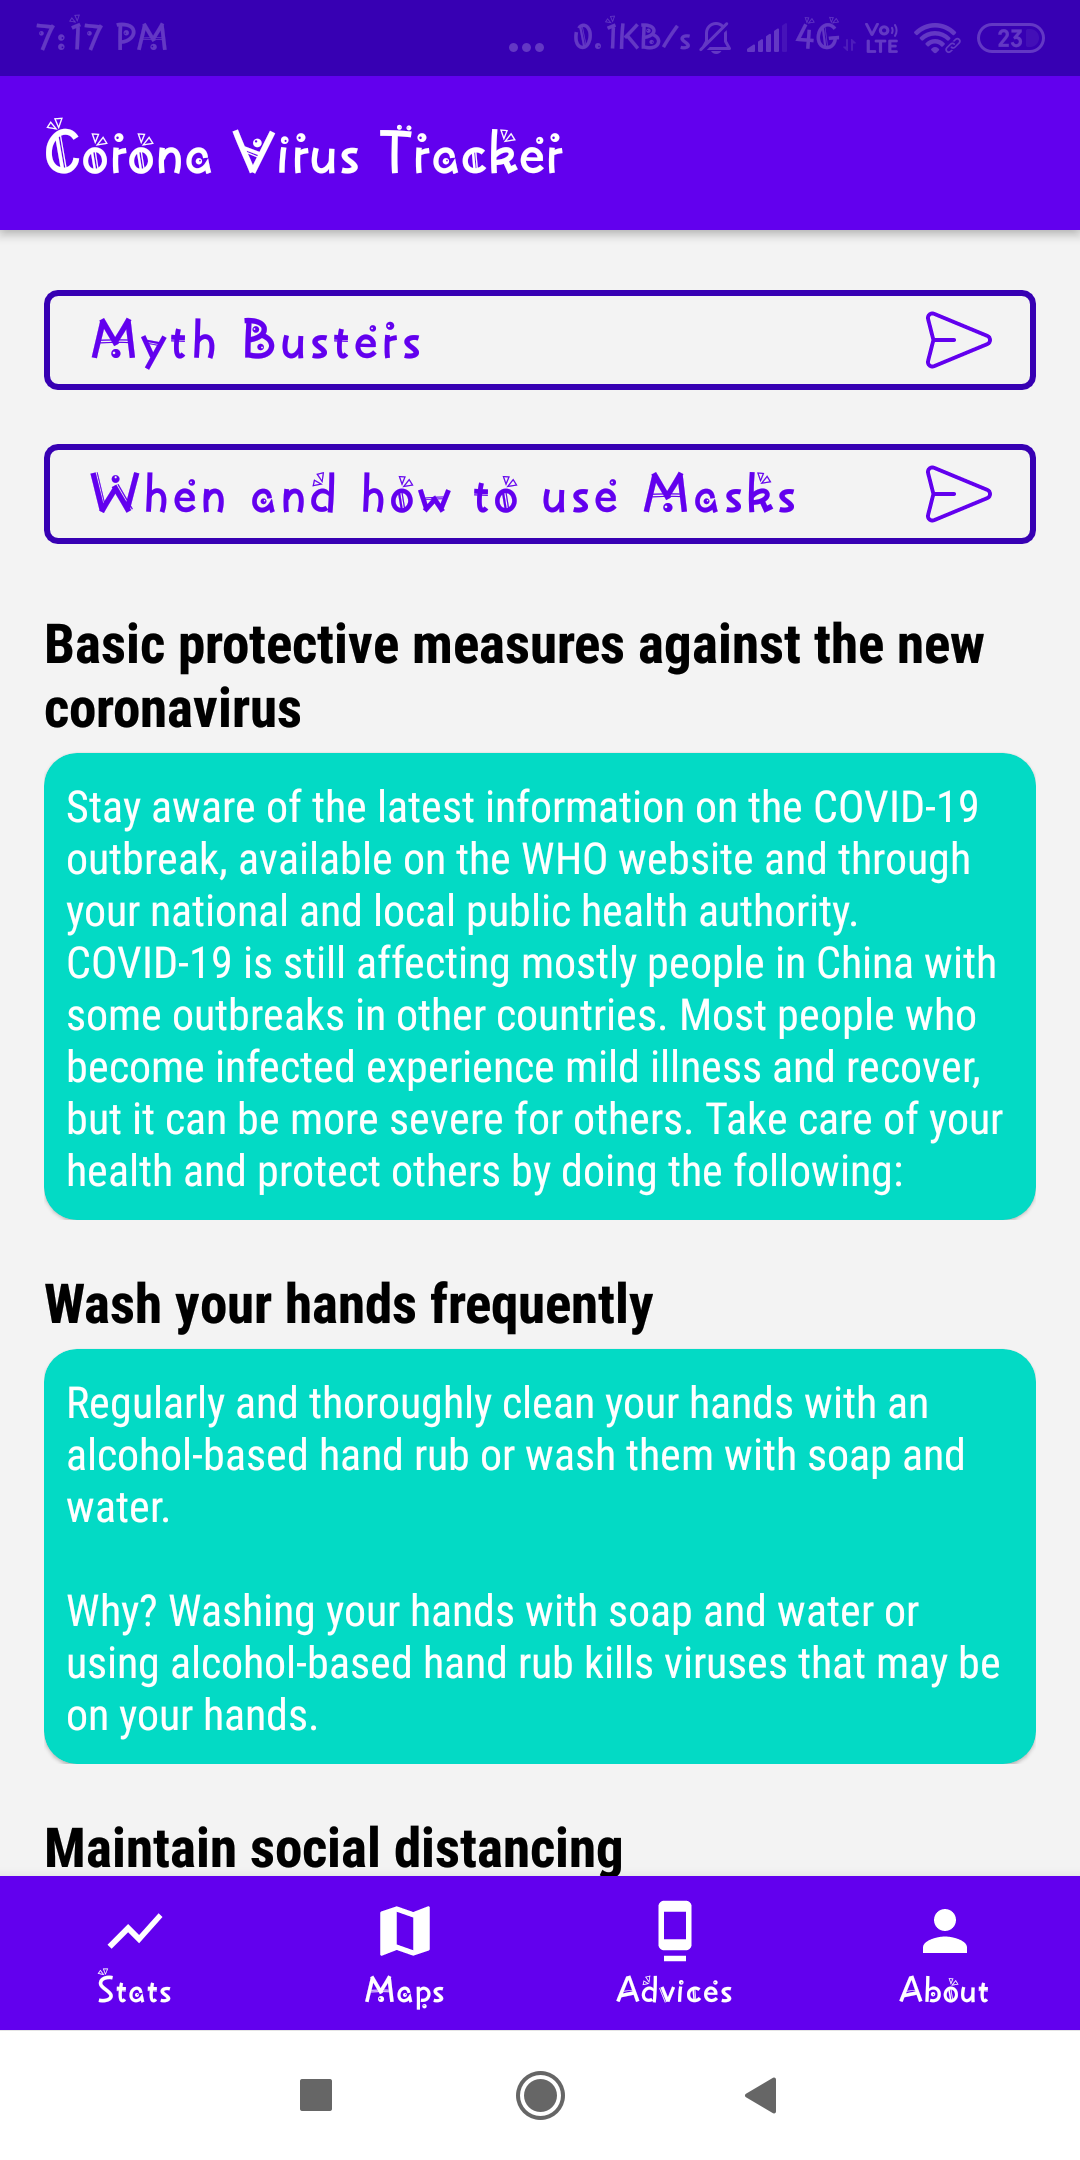 7:17 PM ... 0.1KB/s 4G Vo)) LTE 23
Corona Virus Tracker
Myth Busters
When and how to use Masks
Basic protective measures against the new
coronavirus
Stay aware of the latest information on the COVID-19
outbreak, available on the WHO website and through
your national and local public health authority.
COVID-19 is still affecting mostly people in China with
some outbreaks in other countries. Most people who
become infected experience mild illness and recover,
but it can be more severe for others. Take care of your
health and protect others by doing the following:
Wash your hands frequently
Regularly and thoroughly clean your hands with an
alcohol-based hand rub or wash them with soap and
water.
Why? Washing your hands with soap and water or
using alcohol-based hand rub kills viruses that may be
on your hands.
Maintain social distancing
Stats Maps Advices About